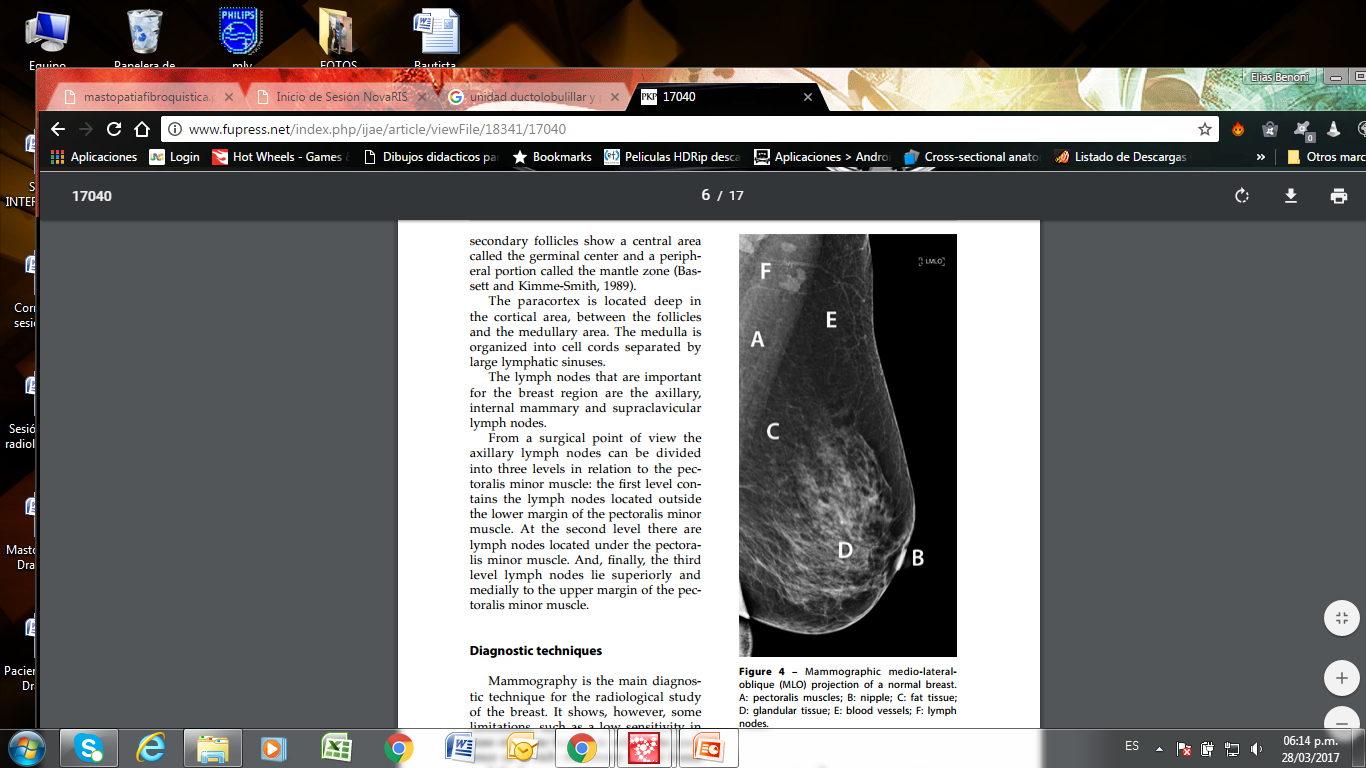 PHILIPS
Equipo
Papelera de
mlv
FOTOS
Bautista
Elias Benoni
mastopatiafibroquistica.
Inicio de Sesión NovaRIS
unidad ductolobulillar y
PKP 17040
www.fupress.net/index.php/ijae/article/viewFile/18341/17040
0
Aplicaciones
Login
Hot Wheels - Games
Dibujos didacticos pa
Bookmarks
Peliculas HDRip desca
Aplicaciones > Andro
Cross-sectional anato
Listado de Descargas
»
Otros marc
17040
6 / 17
S
INTER
Corr
sesic
Sesió
radiol
Masto
Dra
Pacien
Dr
secondary follicles show a central area
called the germinal center and a periph-
eral portion called the mantle zone (Bas-
sett and Kimme-Smith, 1989).
The paracortex is located deep in
the cortical area, between the follicles
and the medullary area. The medulla is
organized into cell cords separated by
large lymphatic sinuses.
The lymph nodes that are important
for the breast region are the axillary,
internal mammary and supraclavicular
lymph nodes.
From a surgical point of view the
axillary lymph nodes can be divided
into three levels in relation to the pec-
toralis minor muscle: the first level con-
tains the lymph nodes located outside
the lower margin of the pectoralis minor
muscle. At the second level there are
lymph nodes located under the pectora-
lis minor muscle. And, finally, the third
level lymph nodes lie superiorly and
medially to the upper margin of the pec-
toralis minor muscle.
Diagnostic techniques
Mammography is the main diagnos-
tic technique for the radiological study
of the breast. It shows, however, some
limitations, such as a low sensitivity in
LMLO
F
E
A
C
D
B
Figure 4 – Mammographic medio-lateral-
oblique (MLO) projection of a normal breast.
A: pectoralis muscles; B: nipple; C: fat tissue;
D: glandular tissue; E: blood vessels; F: lymph
nodes.
ES
06:14 p.m.
28/03/2017